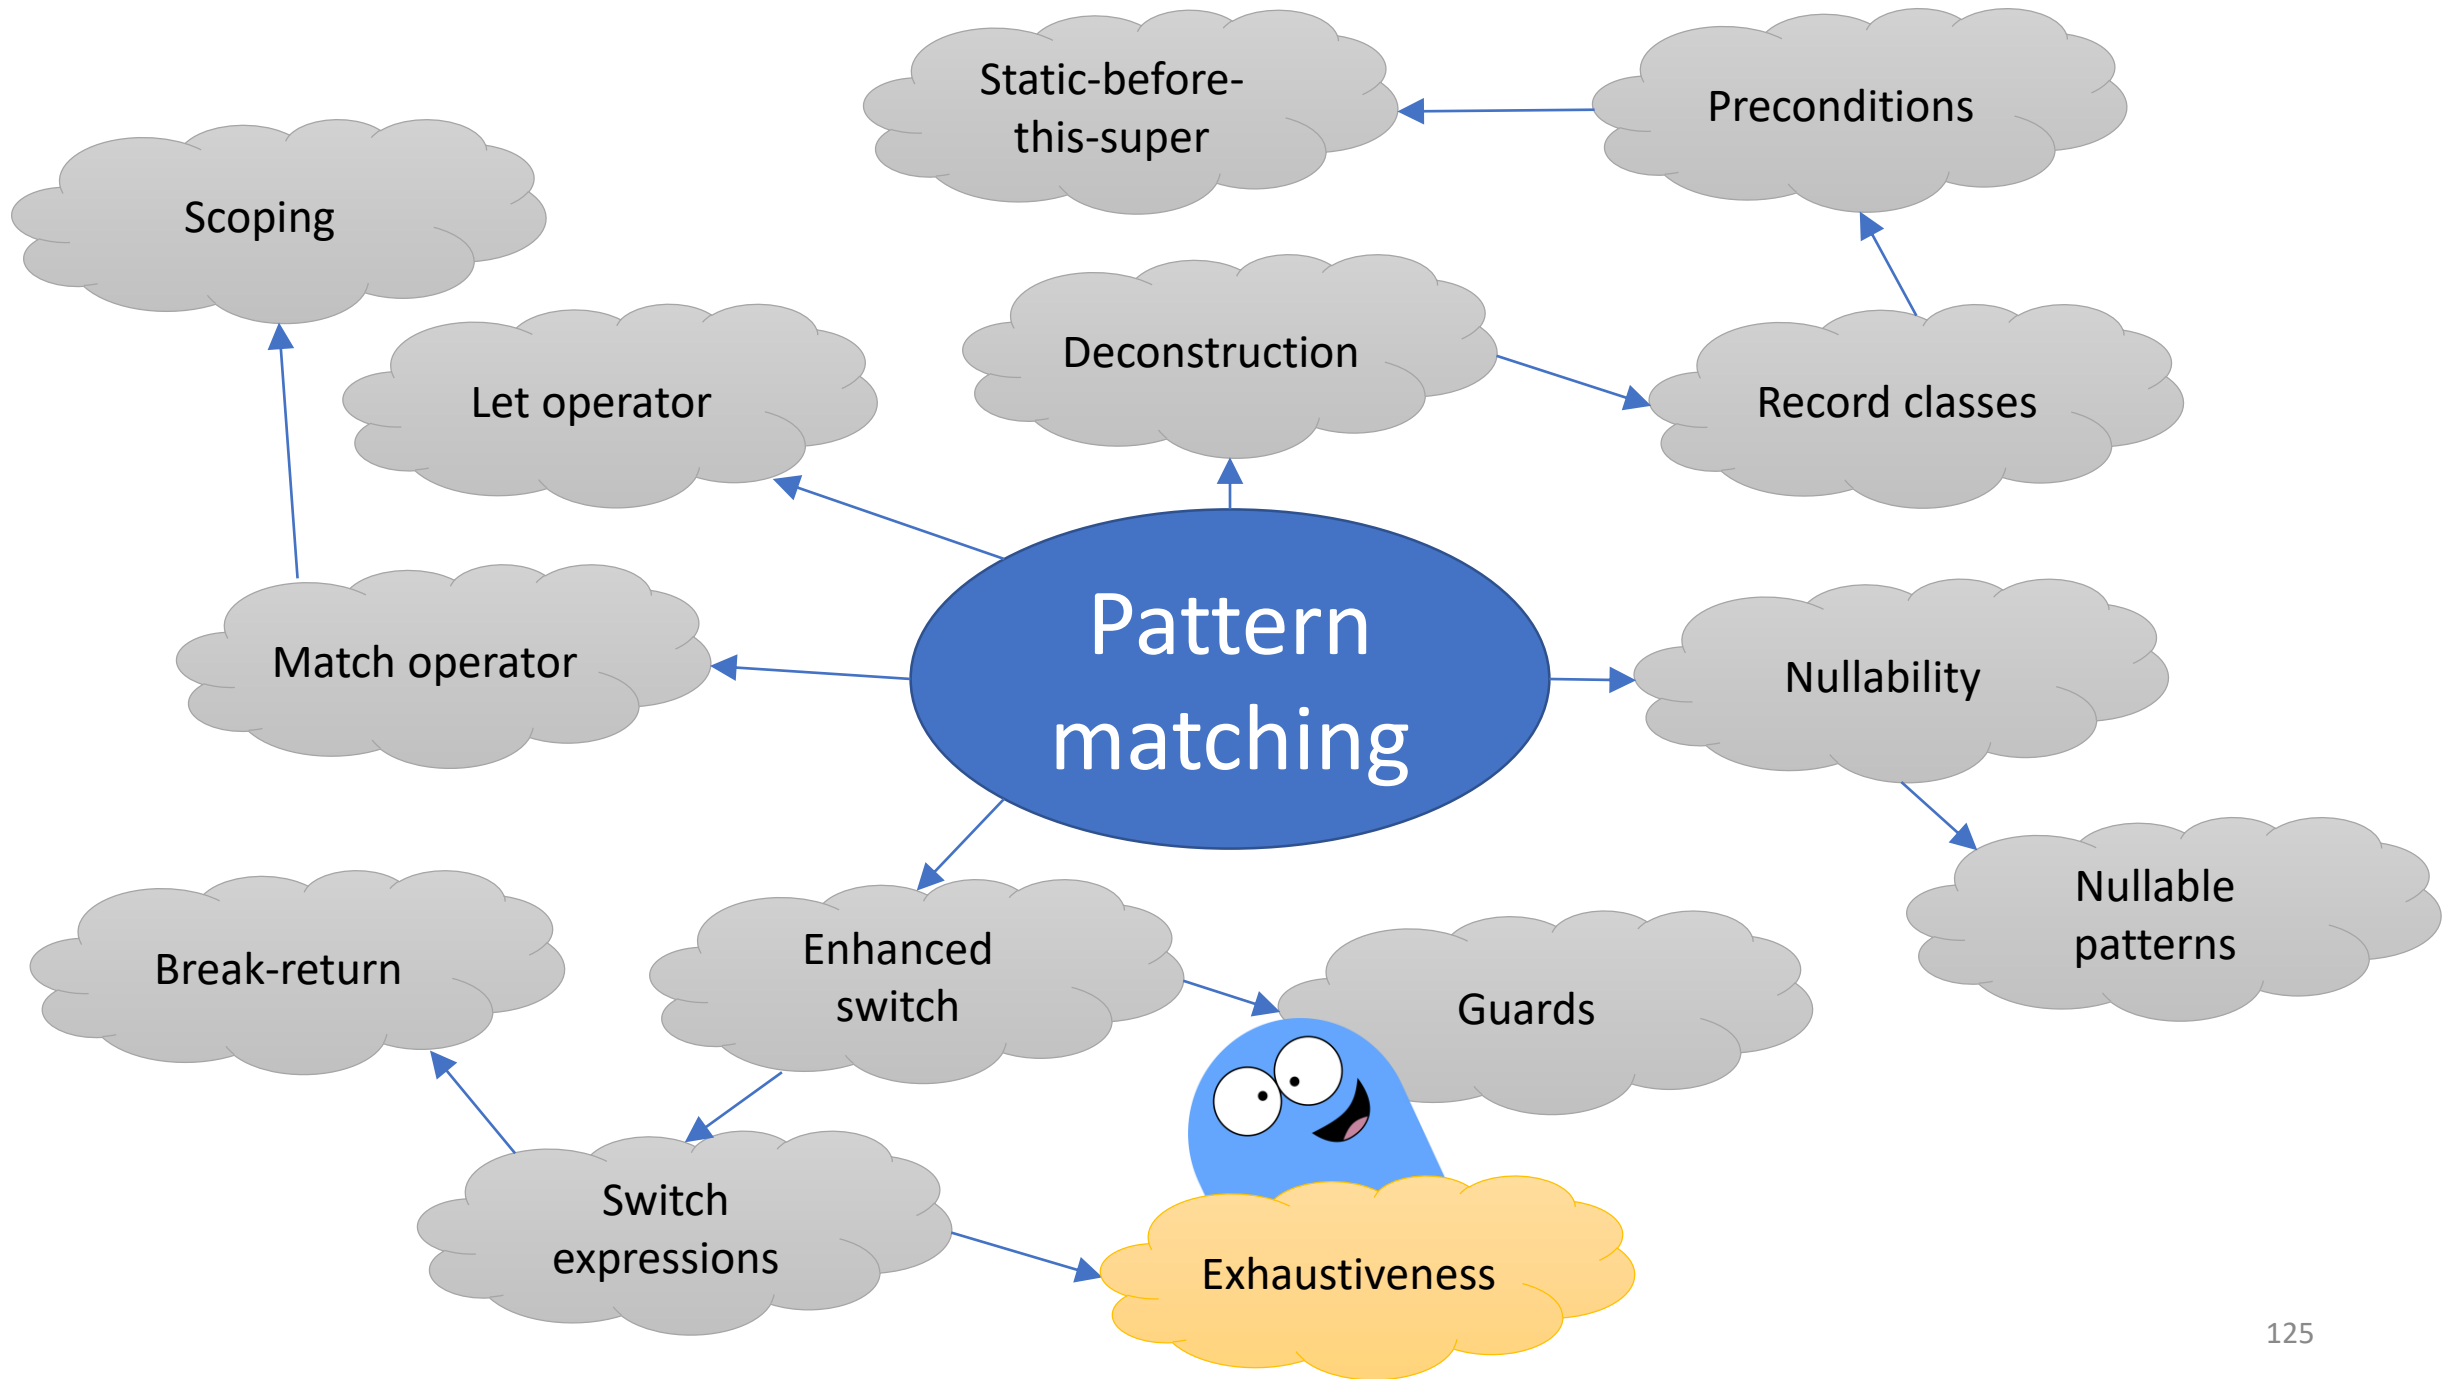 Static-before-
this-super
Preconditions
Scoping
Let operator
Deconstruction
Record classes
Pattern
matching
Match operator
Nullability
Nullable
patterns
Break-return
Enhanced
switch
Guards
Switch
expressions
Exhaustiveness
125